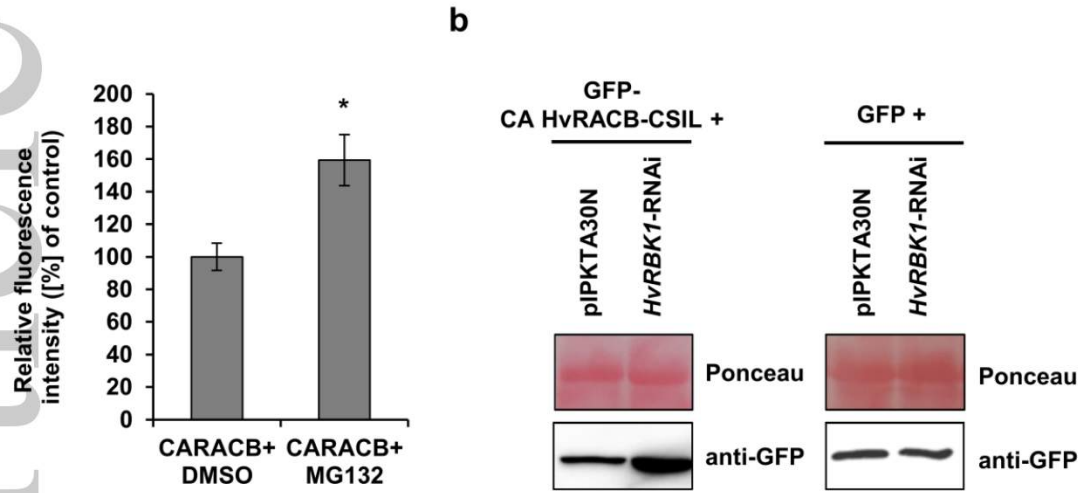 b
200
180
160
140
120
100
80
60
40
20
0
Relative fluorescence
intensity ([%] of control)
*
CARACB+ CARACB+
DMSO MG132
GFP-
CA HvRACB-CSIL +
GFP +
pIPKTA30N
HvRBK1-RNAi
pIPKTA30N
HvRBK1-RNAi
Ponceau
Ponceau
anti-GFP
anti-GFP